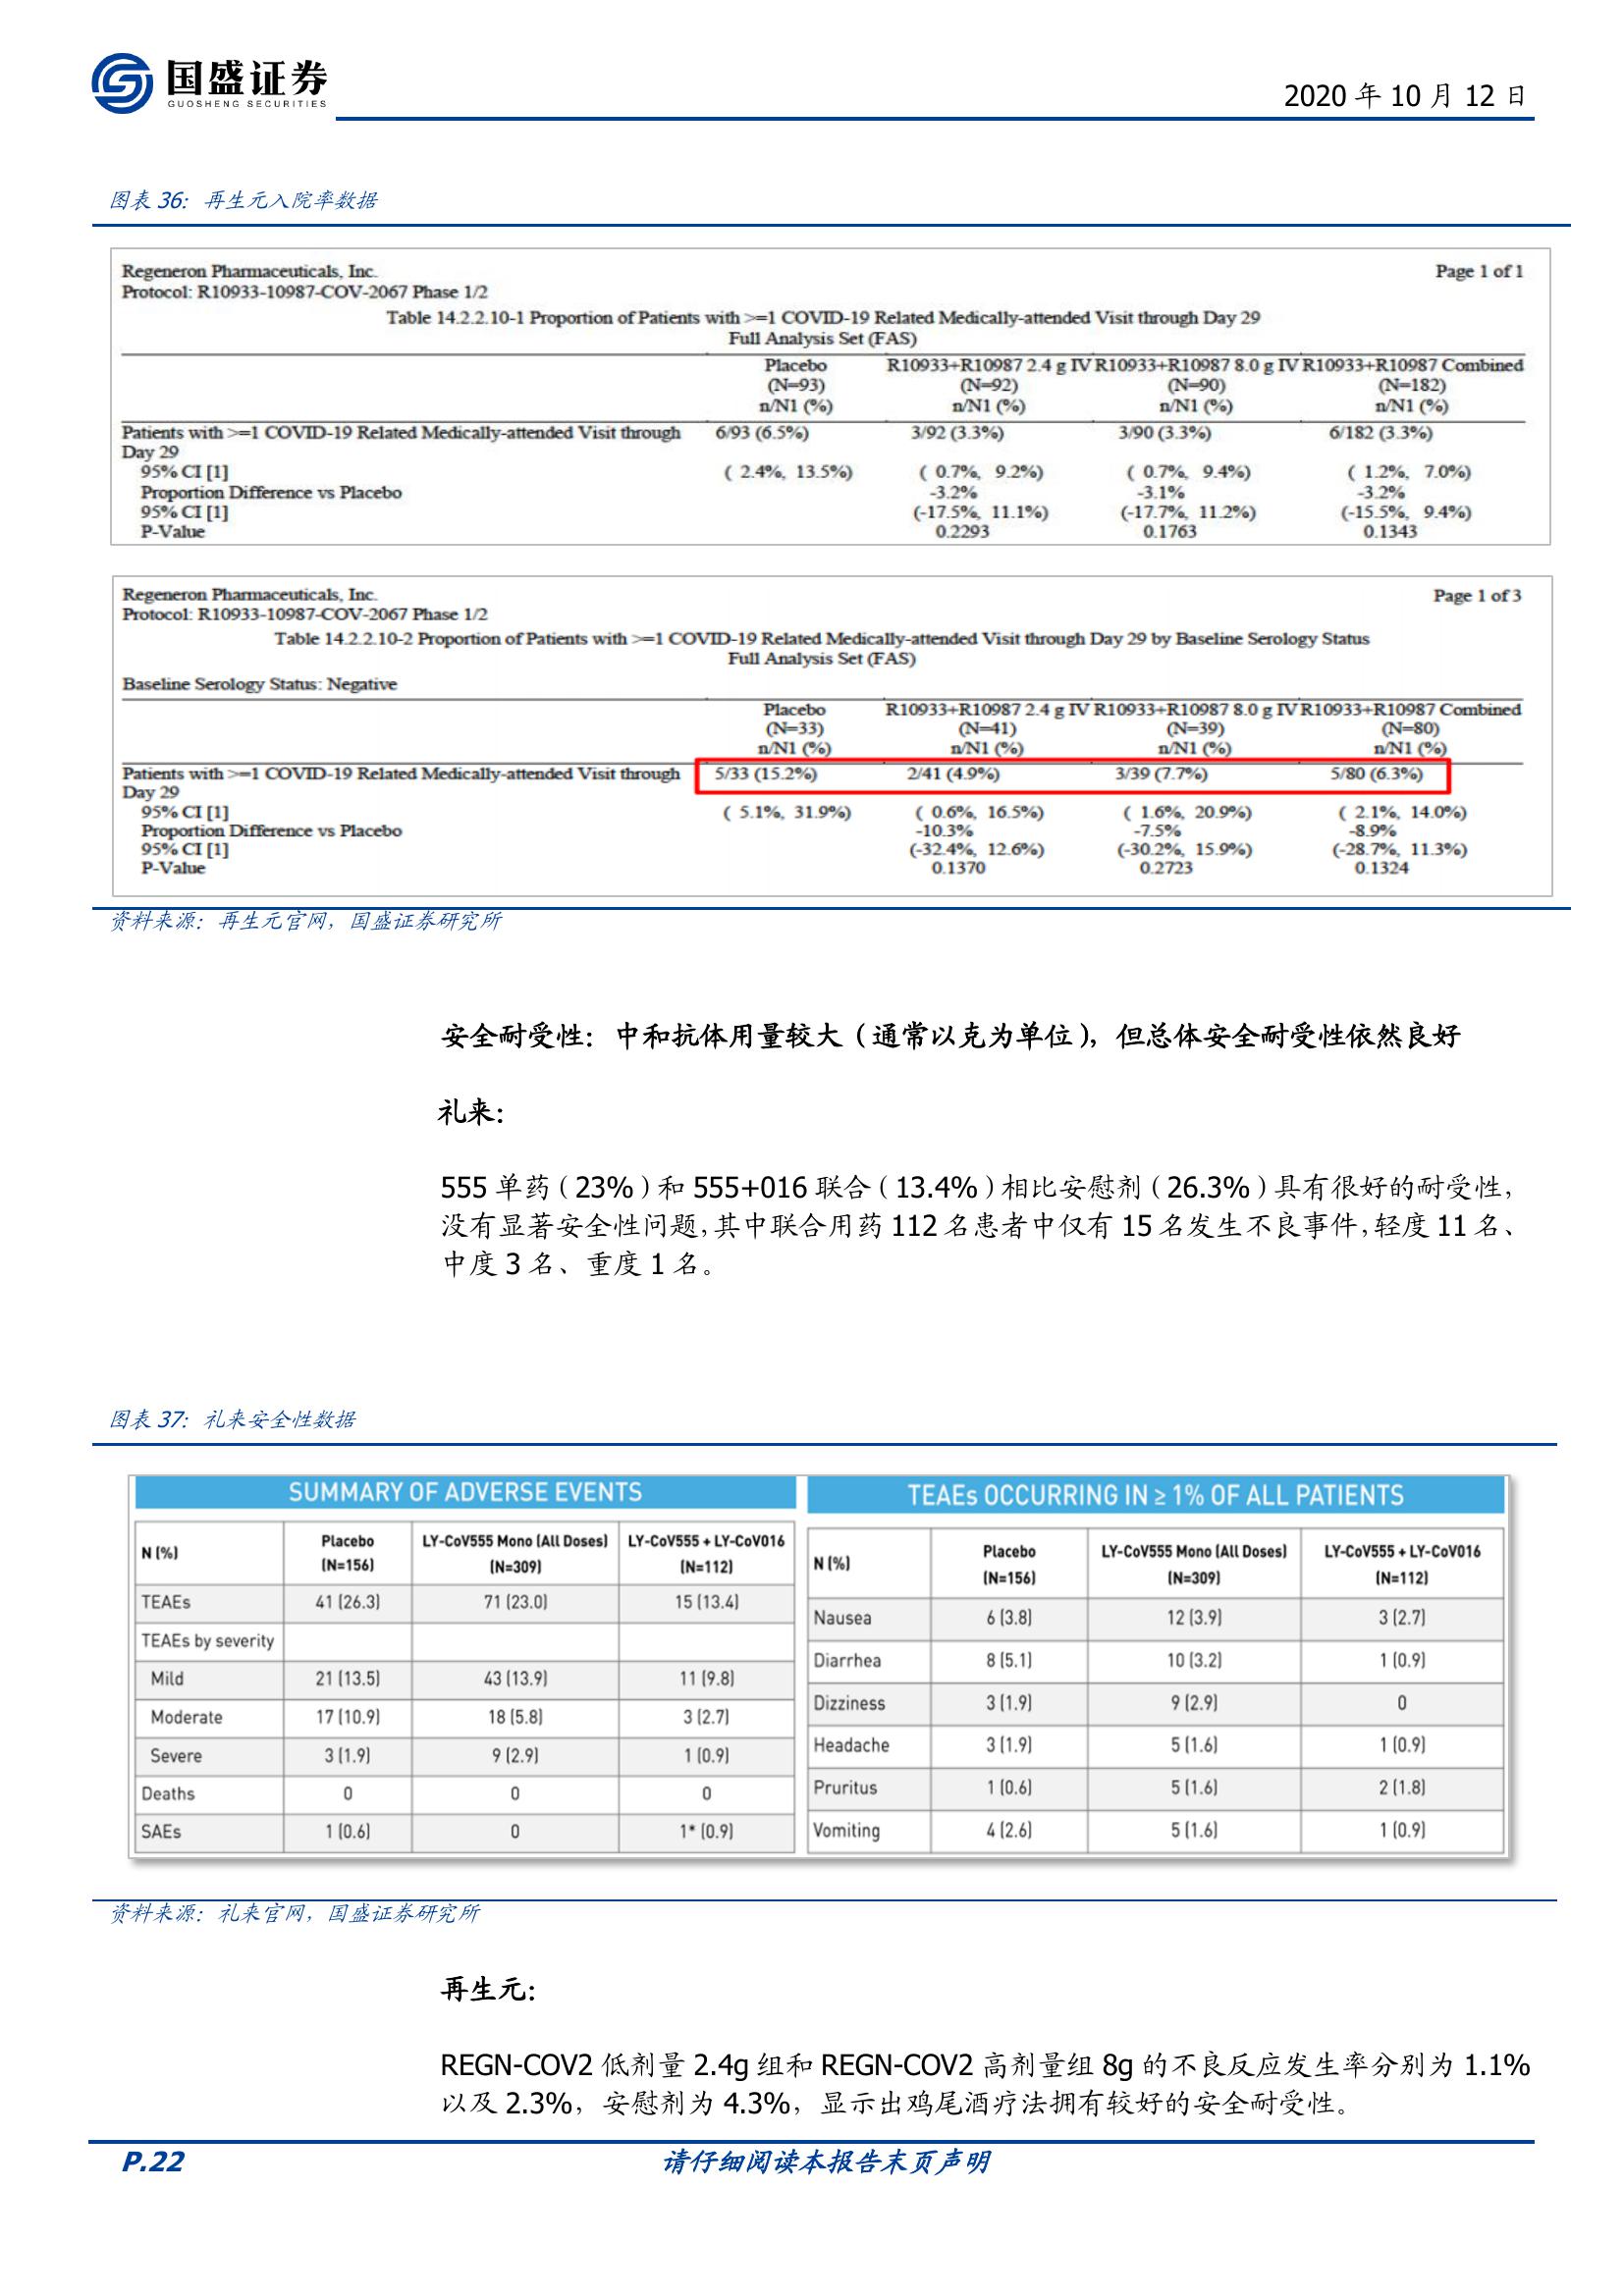 国盛证券
GUOSHENG SECURITIES
2020 年 10 月 12 日
图表 36：再生元入院率数据
Regeneron Pharmaceuticals, Inc. Page 1 of 1
Protocol: R10933-10987-COV-2067 Phase 1/2
Table 14.2.2.10-1 Proportion of Patients with >=1 COVID-19 Related Medically-attended Visit through Day 29
Full Analysis Set (FAS)
Placebo R10933+R10987 2.4 g IV R10933+R10987 8.0 g IV R10933+R10987 Combined
(N=93) (N=92) (N=90) (N=182)
n/N1 (%) n/N1 (%) n/N1 (%) n/N1 (%)
Patients with >=1 COVID-19 Related Medically-attended Visit through 6/93 (6.5%) 3/92 (3.3%) 3/90 (3.3%) 6/182 (3.3%)
Day 29
95% CI [1] ( 2.4%, 13.5%) ( 0.7%, 9.2%) ( 0.7%, 9.4%) ( 1.2%, 7.0%)
Proportion Difference vs Placebo -3.2% -3.1% -3.2%
95% CI [1] (-17.5%, 11.1%) (-17.7%, 11.2%) (-15.5%, 9.4%)
P-Value 0.2293 0.1763 0.1343
Regeneron Pharmaceuticals, Inc. Page 1 of 3
Protocol: R10933-10987-COV-2067 Phase 1/2
Table 14.2.2.10-2 Proportion of Patients with >=1 COVID-19 Related Medically-attended Visit through Day 29 by Baseline Serology Status
Full Analysis Set (FAS)
Baseline Serology Status: Negative
Placebo R10933+R10987 2.4 g IV R10933+R10987 8.0 g IV R10933+R10987 Combined
(N=33) (N=41) (N=39) (N=80)
n/N1 (%) n/N1 (%) n/N1 (%) n/N1 (%)
Patients with >=1 COVID-19 Related Medically-attended Visit through 5/33 (15.2%) 2/41 (4.9%) 3/39 (7.7%) 5/80 (6.3%)
Day 29
95% CI [1] ( 5.1%, 31.9%) ( 0.6%, 16.5%) ( 1.6%, 20.9%) ( 2.1%, 14.0%)
Proportion Difference vs Placebo -10.3% -7.5% -8.9%
95% CI [1] (-32.4%, 12.6%) (-30.2%, 15.9%) (-28.7%, 11.3%)
P-Value 0.1370 0.2723 0.1324
资料来源：再生元官网，国盛证券研究所
安全耐受性：中和抗体用量较大（通常以克为单位），但总体安全耐受性依然良好
礼来：
555 单药（23%）和 555+016 联合（13.4%）相比安慰剂（26.3%）具有很好的耐受性，
没有显著安全性问题，其中联合用药 112 名患者中仅有 15 名发生不良事件，轻度 11 名、
中度 3 名、重度 1 名。
图表 37：礼来安全性数据
SUMMARY OF ADVERSE EVENTS
N (%) Placebo (N=156) LY-CoV555 Mono (All Doses) (N=309) LY-CoV555 + LY-CoV016 (N=112)
TEAEs 41 (26.3) 71 (23.0) 15 (13.4)
TEAEs by severity
Mild 21 (13.5) 43 (13.9) 11 (9.8)
Moderate 17 (10.9) 18 (5.8) 3 (2.7)
Severe 3 (1.9) 9 (2.9) 1 (0.9)
Deaths 0 0 0
SAEs 1 (0.6) 0 1* (0.9)
TEAEs OCCURRING IN ≥ 1% OF ALL PATIENTS
N (%) Placebo (N=156) LY-CoV555 Mono (All Doses) (N=309) LY-CoV555 + LY-CoV016 (N=112)
Nausea 6 (3.8) 12 (3.9) 3 (2.7)
Diarrhea 8 (5.1) 10 (3.2) 1 (0.9)
Dizziness 3 (1.9) 9 (2.9) 0
Headache 3 (1.9) 5 (1.6) 1 (0.9)
Pruritus 1 (0.6) 5 (1.6) 2 (1.8)
Vomiting 4 (2.6) 5 (1.6) 1 (0.9)
资料来源：礼来官网，国盛证券研究所
再生元：
REGN-COV2 低剂量 2.4g 组和 REGN-COV2 高剂量组 8g 的不良反应发生率分别为 1.1%
以及 2.3%，安慰剂为 4.3%，显示出鸡尾酒疗法拥有较好的安全耐受性。
P.22 请仔细阅读本报告末页声明